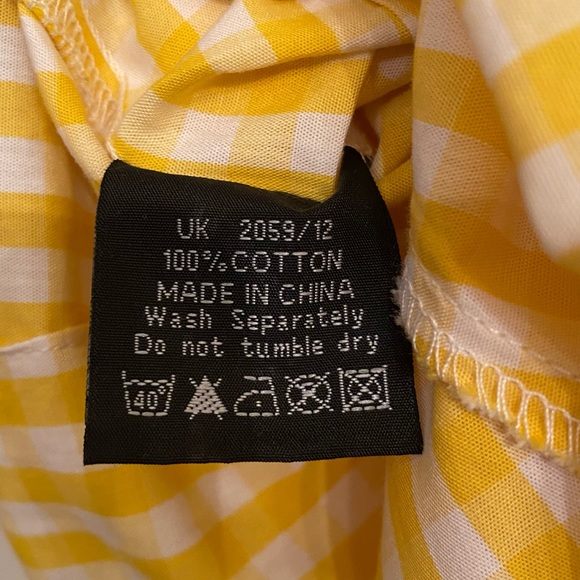 UK 2059/12
100%COTTON
MADE IN CHINA
Wash Separately
Do not tumble dry
40°